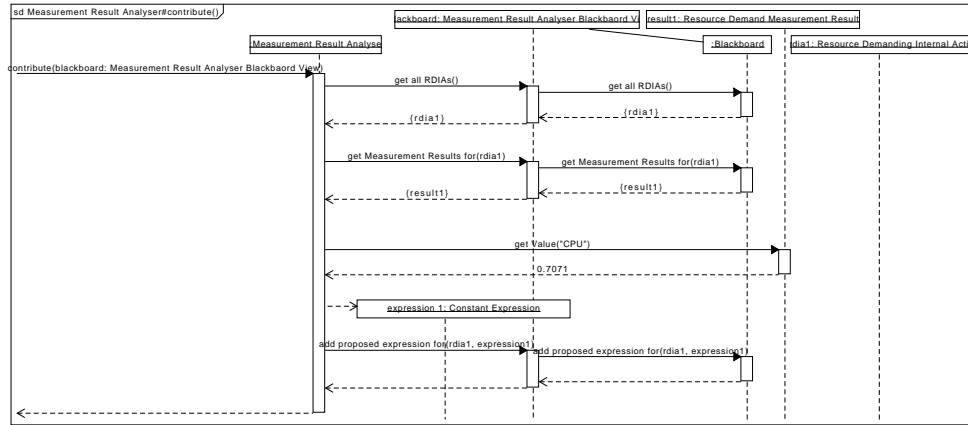 sd Measurement Result Analyser#contribute()
lackboard: Measurement Result Analyser Blackbaord Vi
result1: Resource Demand Measurement Result
Measurement Result Analyse
:Blackboard
dia1: Resource Demanding Internal Acti
contribute(blackboard: Measurement Result Analyser Blackbaord View)
get all RDIAs()
get all RDIAs()
{rdia1}
{rdia1}
get Measurement Results for(rdia1)
get Measurement Results for(rdia1)
{result1}
{result1}
get Value("CPU")
0.7071
expression 1: Constant Expression
add proposed expression for(rdia1, expression1)
add proposed expression for(rdia1, expression1)